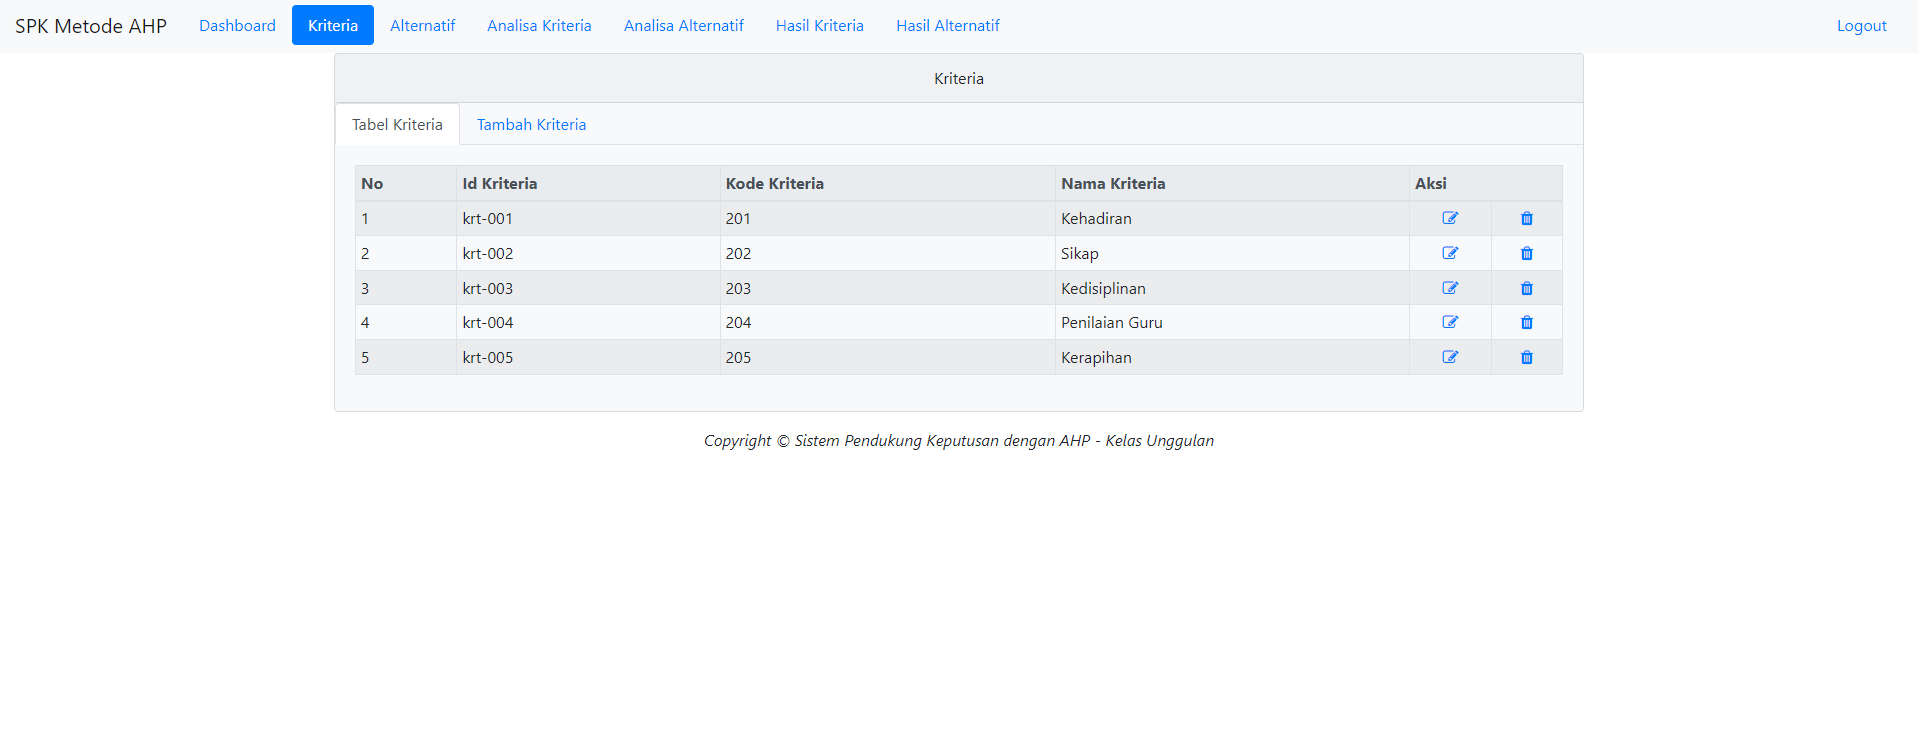 SPK Metode AHP Dashboard Kriteria Alternatif Analisa Kriteria Analisa Alternatif Hasil Kriteria Hasil Alternatif Logout
Kriteria
Tabel Kriteria Tambah Kriteria
No Id Kriteria Kode Kriteria Nama Kriteria Aksi
1 krt-001 201 Kehadiran
2 krt-002 202 Sikap
3 krt-003 203 Kedisiplinan
4 krt-004 204 Penilaian Guru
5 krt-005 205 Kerapihan
Copyright © Sistem Pendukung Keputusan dengan AHP - Kelas Unggulan